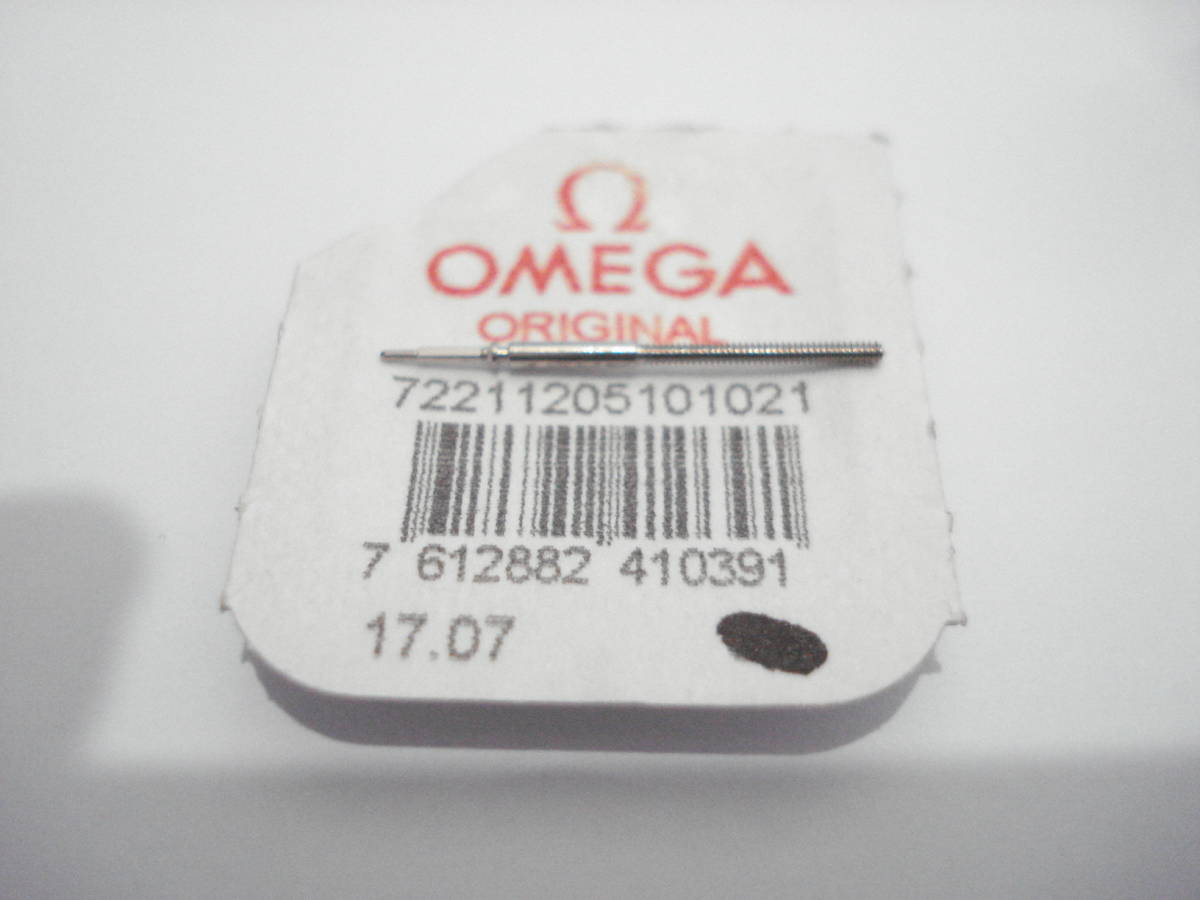 Ω
OMEGA
ORIGINAL
72211205101021
7 612882 410391
17.07